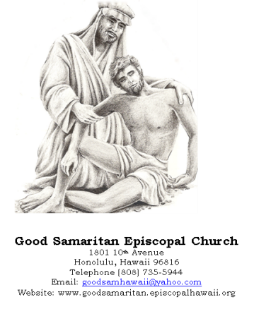 Good Samaritan Episcopal Church
1801 10th Avenue
Honolulu, Hawaii 96816
Telephone (808) 735-5944
Email: goodsamhawaii@yahoo.com
Website: www.goodsamaritan.episcopalhawaii.org